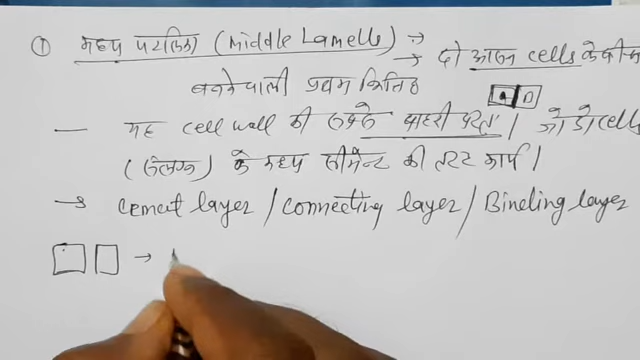 ① मध्य पटलिका (Middle Lamella) :→
→ दो आसन्न cells के बीच
बनने वाली प्रथम भित्ति
— यह cell wall की सबसे बाहरी परत। जो दो cells
(संलग्न) के मध्य सीमेन्ट की तरह कार्य।
→ Cement layer / Connecting layer / Binding layer
→